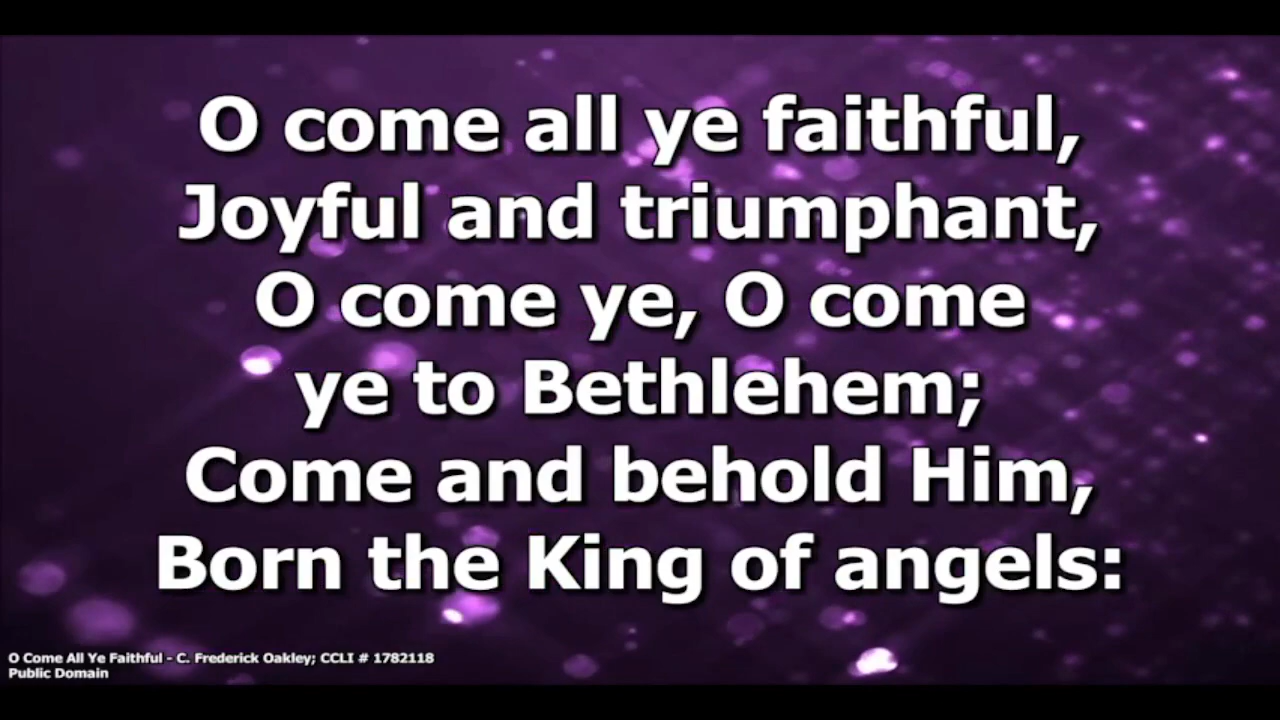 O come all ye faithful,
Joyful and triumphant,
O come ye, O come
ye to Bethlehem;
Come and behold Him,
Born the King of angels:
O Come All Ye Faithful - C. Frederick Oakley; CCLI # 1782118
Public Domain